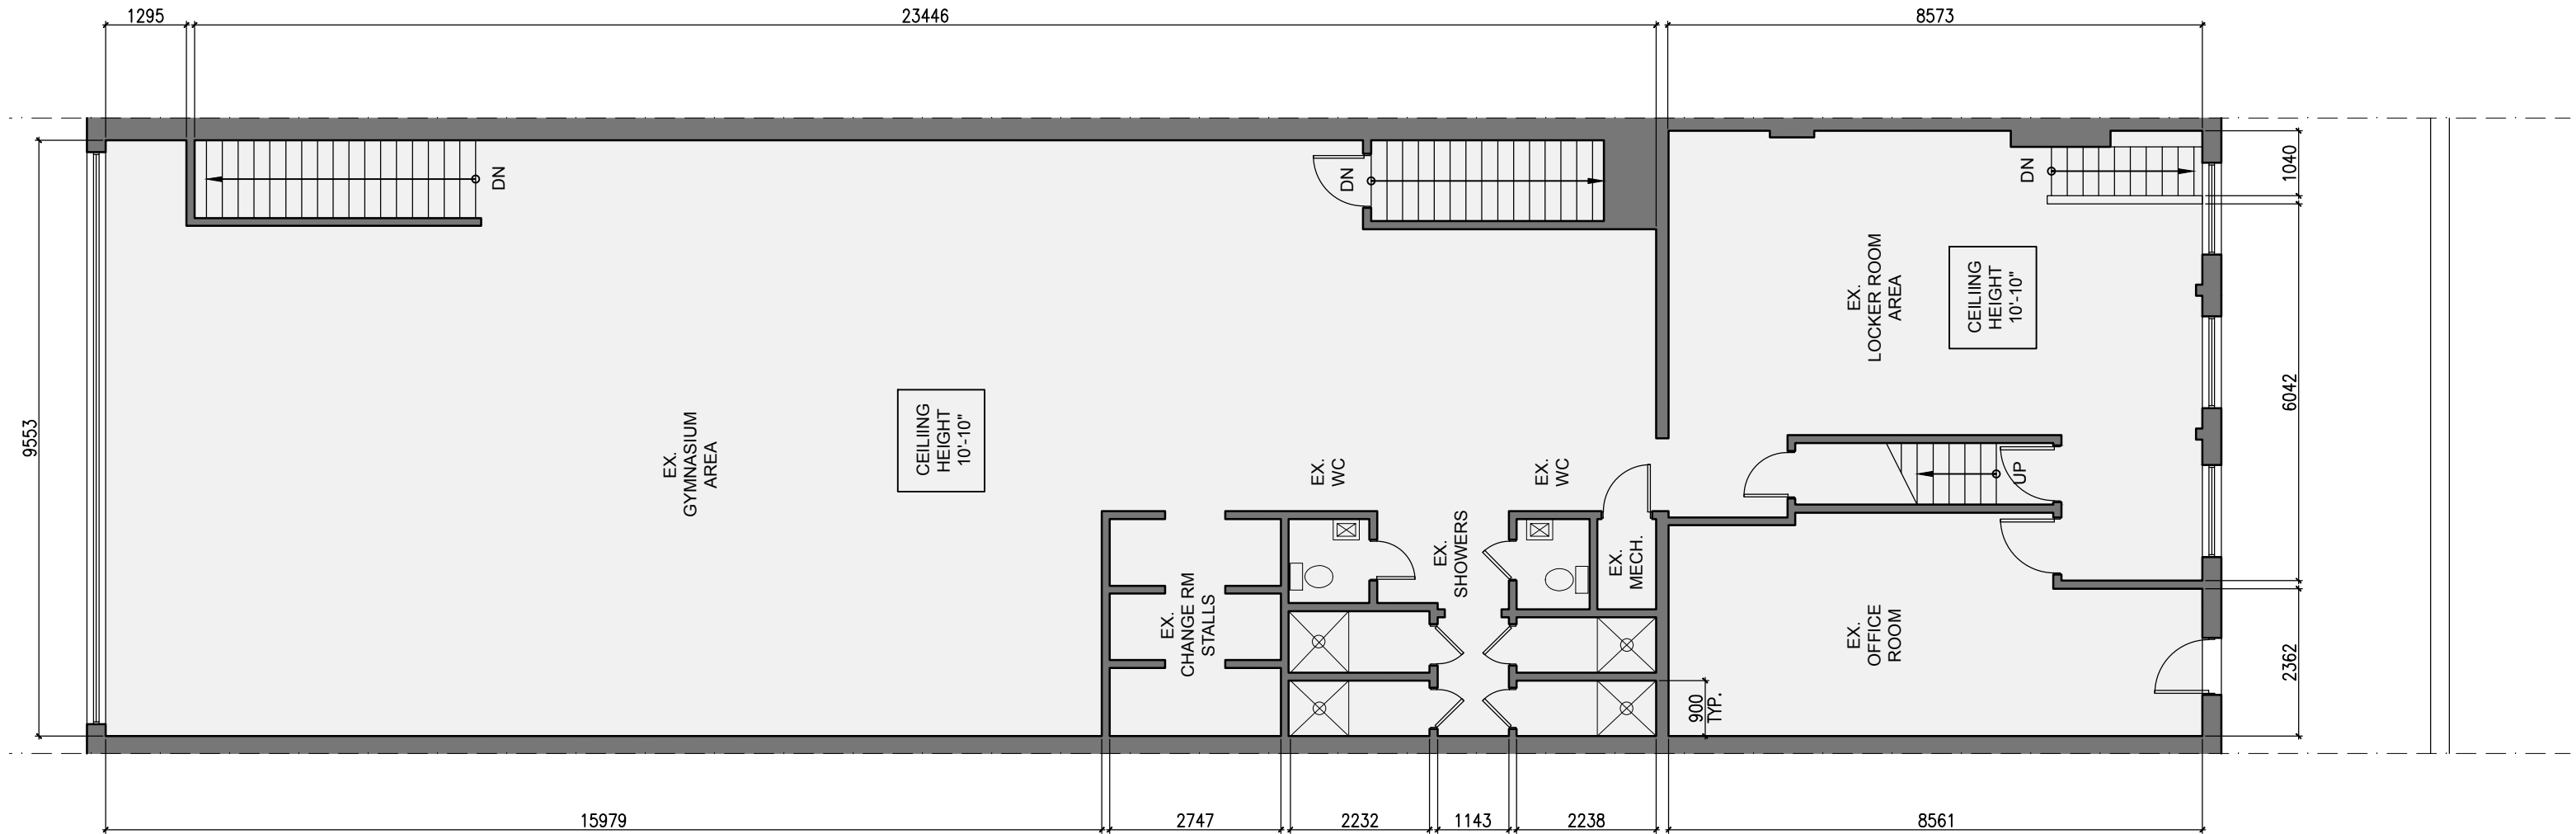 1295
23446
8573
DN
DN
DN
1040
EX.
LOCKER ROOM
AREA
CEILIING
HEIGHT
10'-10"
6042
9553
EX.
GYMNASIUM
AREA
CEILIING
HEIGHT
10'-10"
EX.
WC
EX.
WC
UP
EX.
SHOWERS
EX.
MECH.
EX.
CHANGE RM
STALLS
EX.
OFFICE
ROOM
2362
900
TYP.
15979
2747
2232
1143
2238
8561